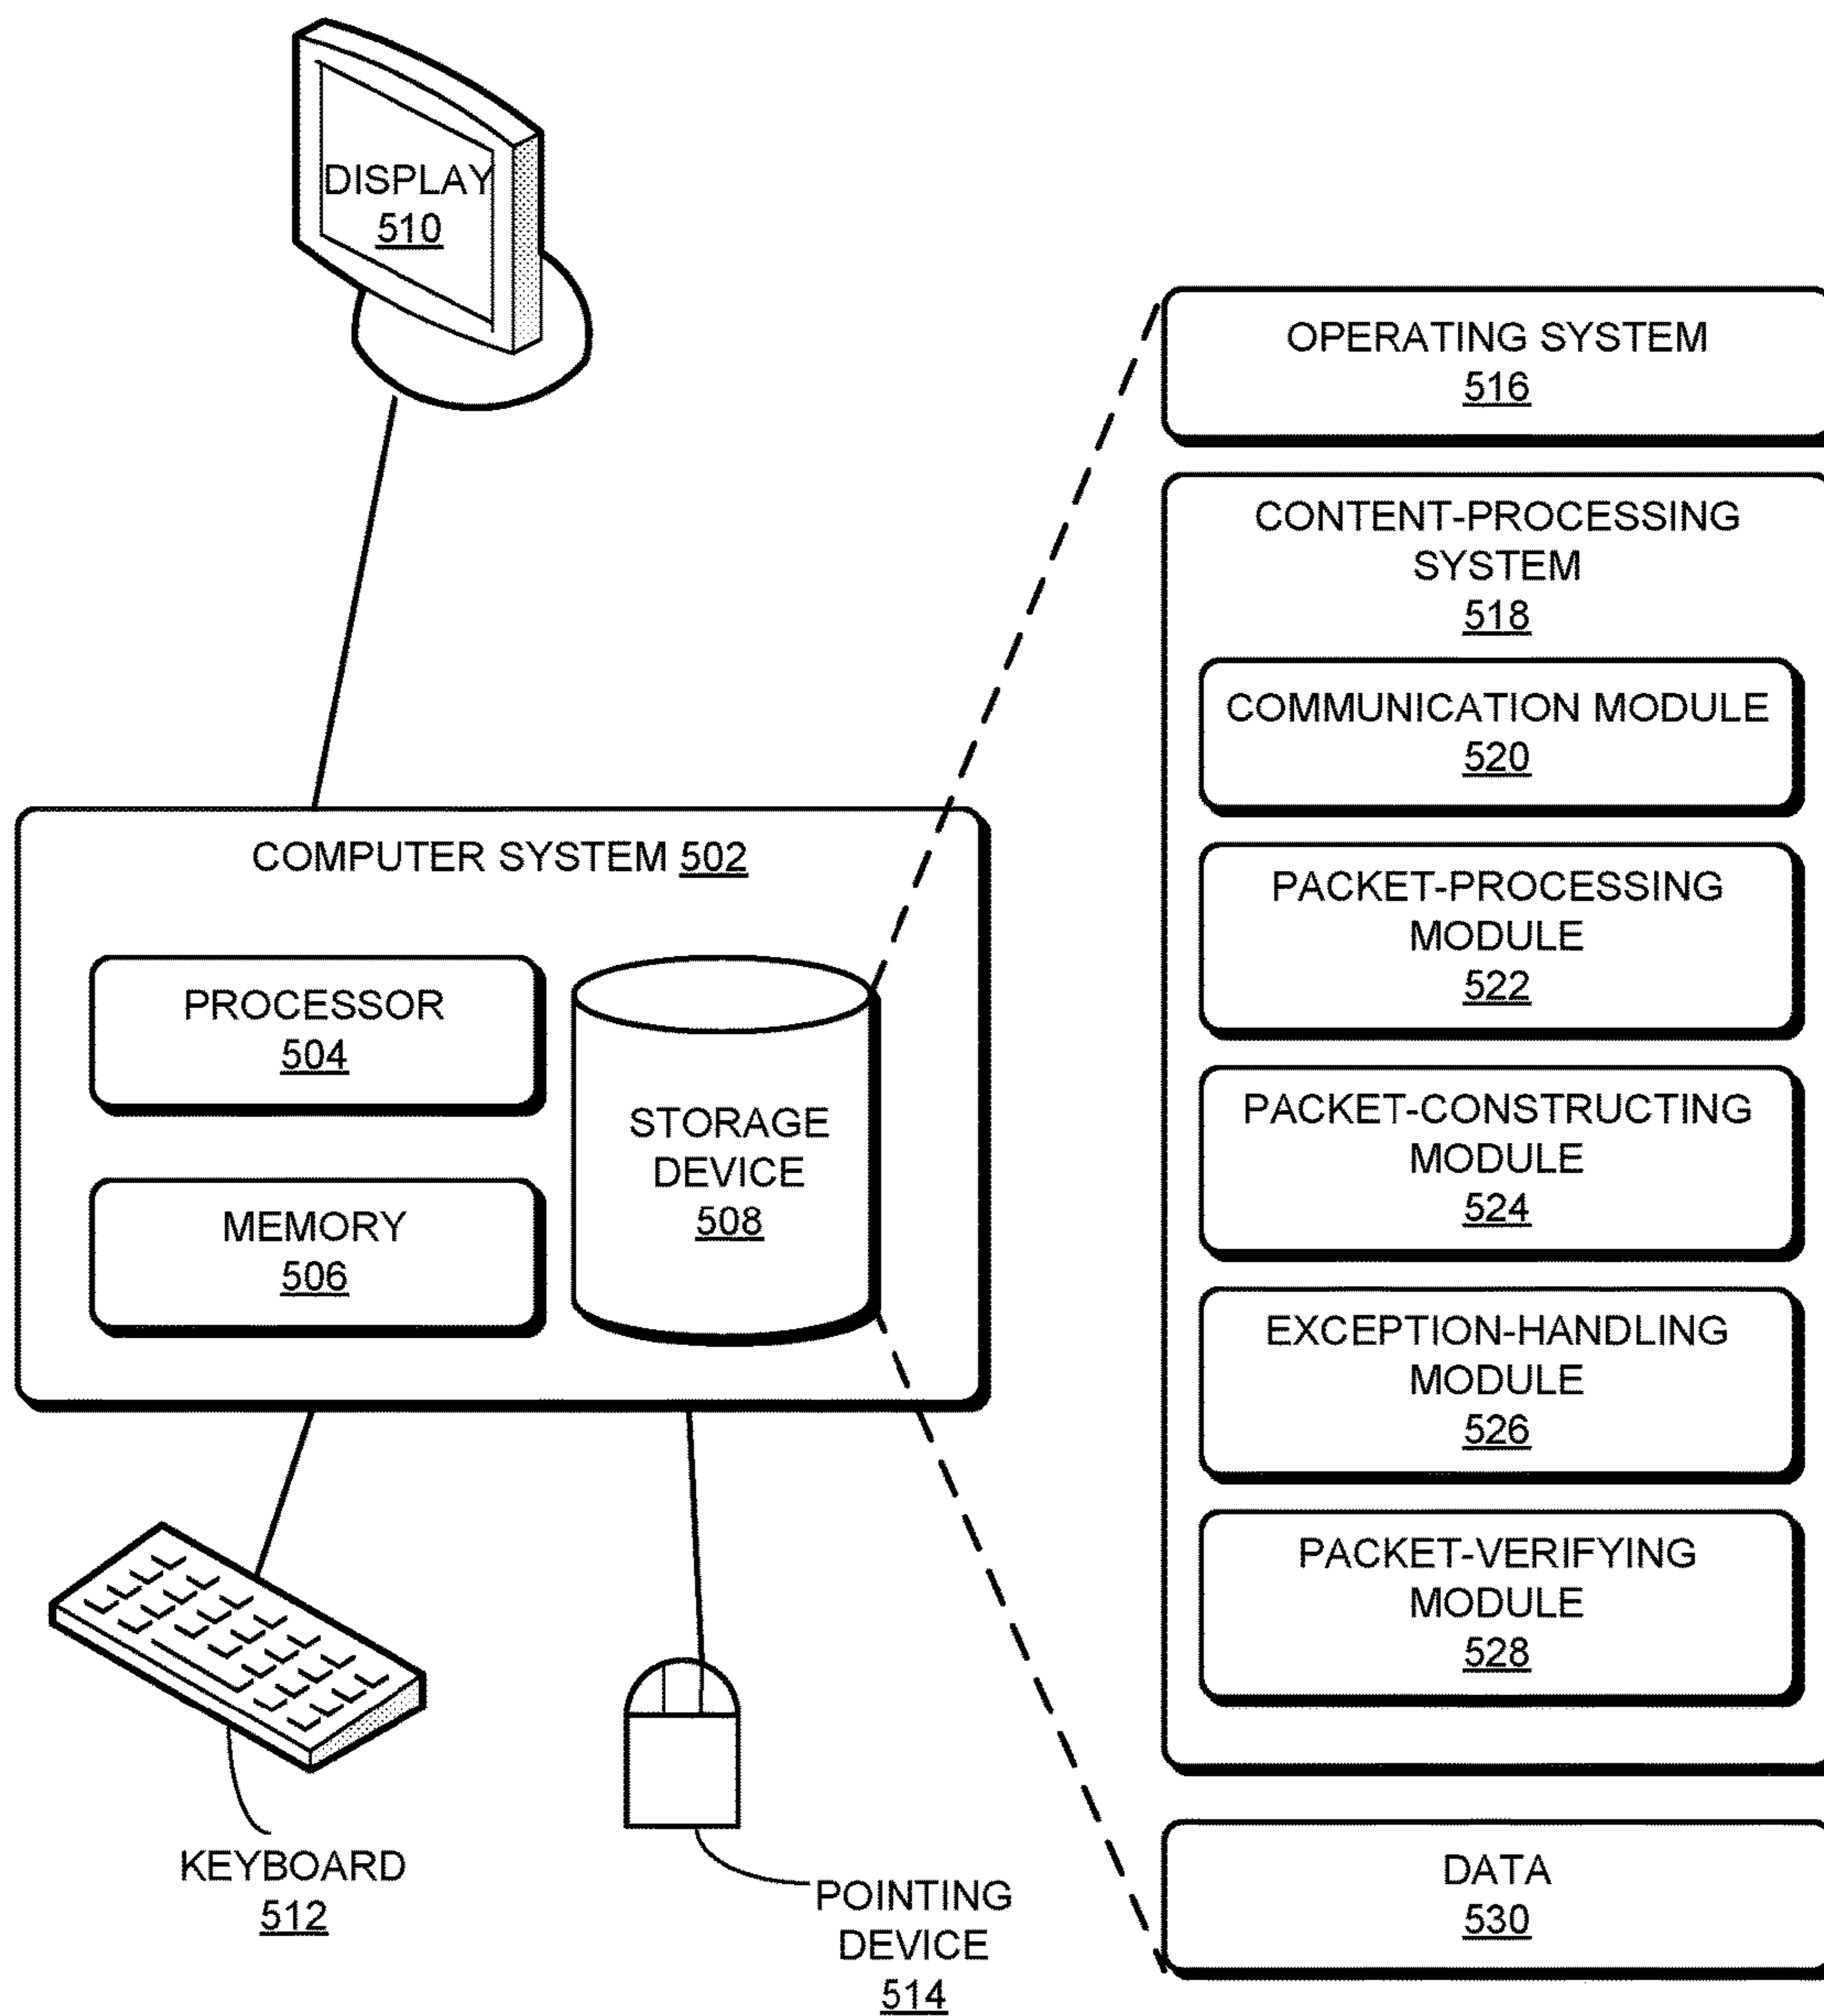 DISPLAY
510
OPERATING SYSTEM
516
CONTENT-PROCESSING
SYSTEM
518
COMMUNICATION MODULE
520
PACKET-PROCESSING
MODULE
522
PACKET-CONSTRUCTING
MODULE
524
EXCEPTION-HANDLING
MODULE
526
PACKET-VERIFYING
MODULE
528
DATA
530
COMPUTER SYSTEM 502
PROCESSOR
504
MEMORY
506
STORAGE
DEVICE
508
KEYBOARD
512
POINTING
DEVICE
514